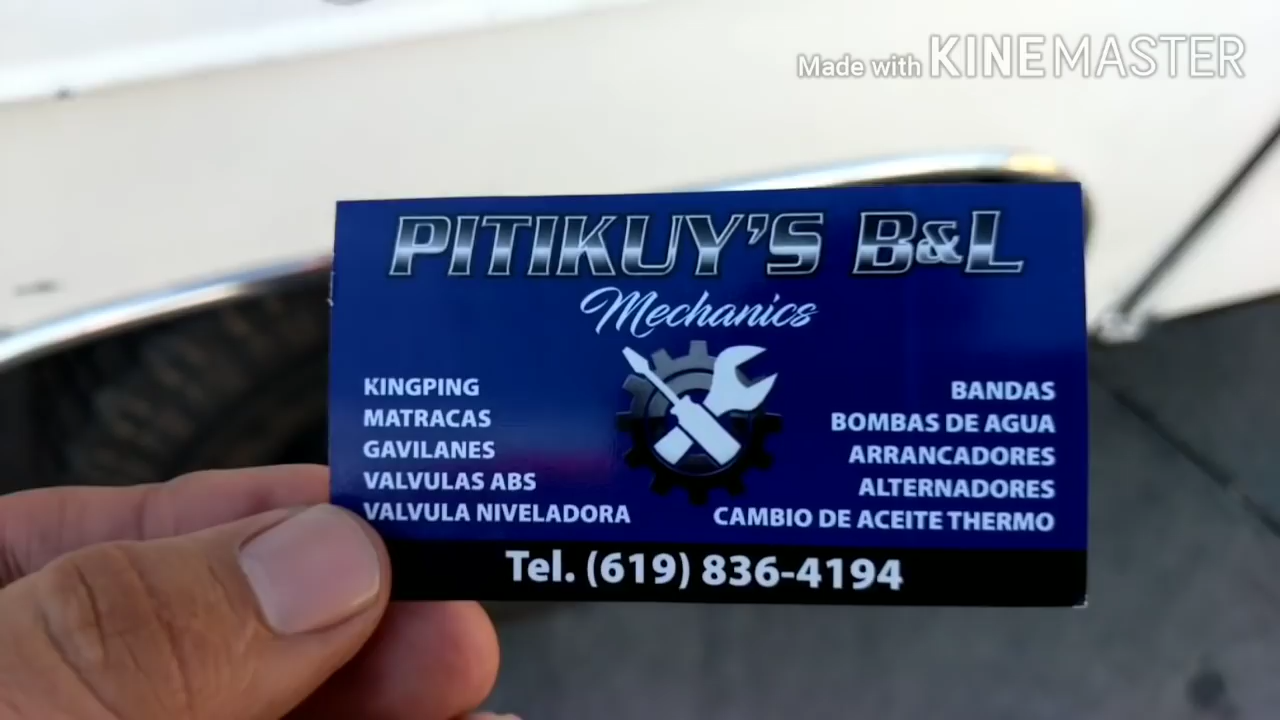 Made with KINEMASTER
PITIKUY'S B&L
Mechanics
KINGPING
MATRACAS
GAVILANES
VALVULAS ABS
VALVULA NIVELADORA
BANDAS
BOMBAS DE AGUA
ARRANCADORES
ALTERNADORES
CAMBIO DE ACEITE THERMO
Tel. (619) 836-4194